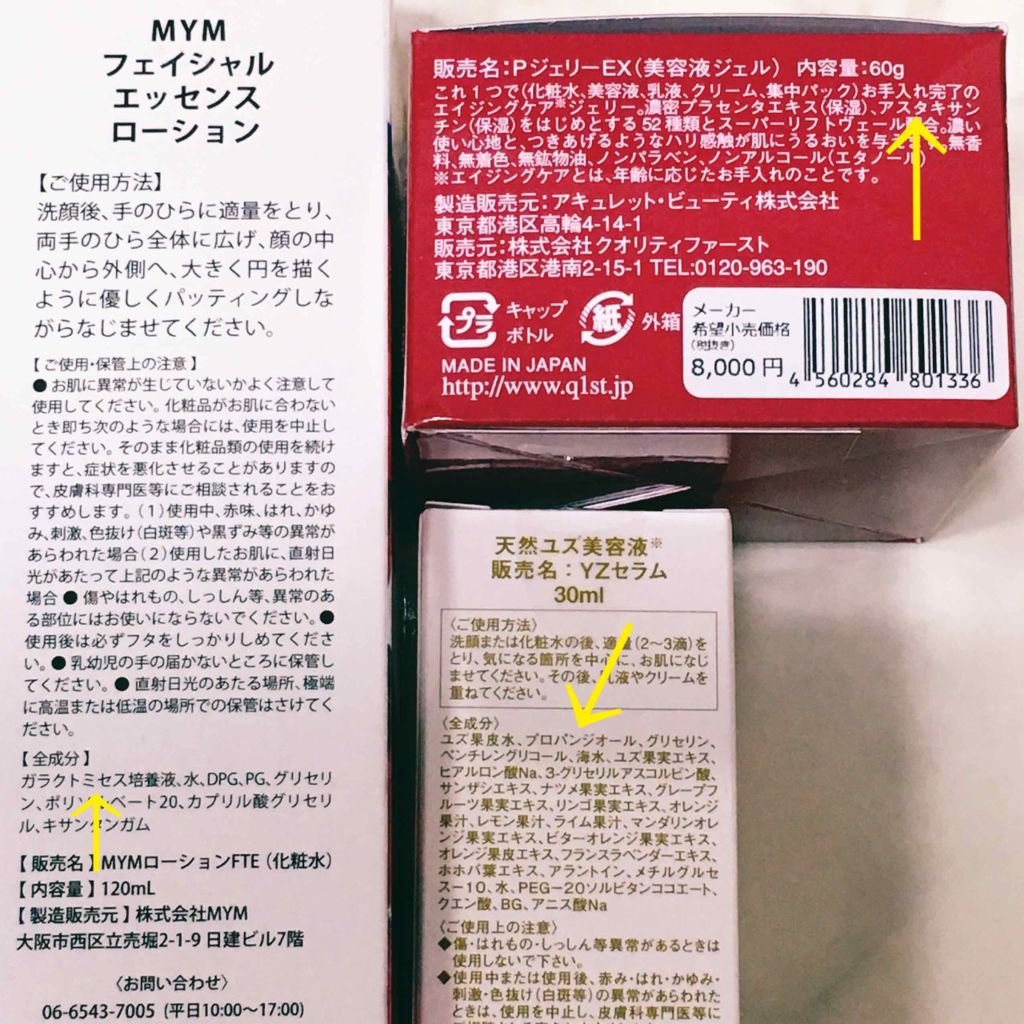 MYM
フェイシャル
エッセンス
ローション
【ご使用方法】
洗顔後、手のひらに適量をとり、
両手のひら全体に広げ、顔の中
心から外側へ、大きく円を描く
ように優しくパッティングしな
がらなじませてください。
【ご使用・保管上の注意】
● お肌に異常が生じていないかよく注意して
使用してください。化粧品がお肌に合わない
とき即ち次のような場合には、使用を中止し
てください。そのまま化粧品類の使用を続け
ますと、症状を悪化させることがありますの
で、皮膚科専門医等にご相談されることをお
すすめします。(1)使用中、赤味、はれ、かゆ
み、刺激、色抜け(白斑等)や黒ずみ等の異常が
あらわれた場合(2)使用したお肌に、直射日
光があたって上記のような異常があらわれた
場合 ● 傷やはれもの、しっしん等、異常のあ
る部位にはお使いにならないでください。●
使用後は必ずフタをしっかりしめてくださ
い。● 乳幼児の手の届かないところに保管し
てください。● 直射日光のあたる場所、極端
に高温または低温の場所での保管はさけてく
ださい。
【全成分】
ガラクトミセス培養液、水、DPG、PG、グリセリ
ン、ポリソルベート20、カプリル酸グリセリ
ル、キサンタンガム
【販売名】MYMローションFTE(化粧水)
【内容量】120mL
【製造販売元】株式会社MYM
大阪市西区立売堀2-1-9 日建ビル7階
〈お問い合わせ〉
06-6543-7005 (平日10:00〜17:00)
販売名:PジェリーEX(美容液ジェル) 内容量:60g
これ1つで(化粧水、美容液、乳液、クリーム、集中パック)お手入れ完了の
エイジングケア※ジェリー。濃密プラセンタエキス(保湿)、アスタキサン
チン(保湿)をはじめとする52種類とスーパーリフトヴェール配合。濃い
使い心地と、つきあげるようなハリ感触が肌にうるおいを与えます。無香
料、無着色、無鉱物油、ノンパラベン、ノンアルコール(エタノール)
※エイジングケアとは、年齢に応じたお手入れのことです。
製造販売元:アキュレット・ビューティ株式会社
東京都港区高輪4-14-1
販売元:株式会社クオリティファースト
東京都港区港南2-15-1 TEL:0120-963-190
プラ
キャップ
ボトル
紙
外箱
MADE IN JAPAN
http://www.q1st.jp
メーカー
希望小売価格
(税抜き)
8,000 円
4 560284 801336
天然ユズ美容液※
販売名:YZセラム
30ml
〈ご使用方法〉
洗顔または化粧水の後、適量(2〜3滴)を
とり、気になる箇所を中心に、お肌になじ
ませてください。その後、乳液やクリームを
重ねてください。
〈全成分〉
ユズ果皮水、プロパンジオール、グリセリン、
ペンチレングリコール、海水、ユズ果実エキス、
ヒアルロン酸Na、3-グリセリルアスコルビン酸、
サンザシエキス、ナツメ果実エキス、グレープフ
ルーツ果実エキス、リンゴ果実エキス、オレンジ
果汁、レモン果汁、ライム果汁、マンダリンオレ
ンジ果実エキス、ビターオレンジ果実エキス、
オレンジ果皮エキス、フランスラベンダーエキス、
ホホバ葉エキス、アラントイン、メチルグルセ
スー10、水、PEG-20ソルビタンココエート、
クエン酸、BG、アニス酸Na
〈ご使用上の注意〉
◆傷・はれもの・しっしん等異常があるときは
使用しないで下さい。
◆使用中または使用後、赤み・はれ・かゆみ・
刺激・色抜け(白斑等)の異常があらわれた
ときは、使用を中止し、皮膚科専門医等に